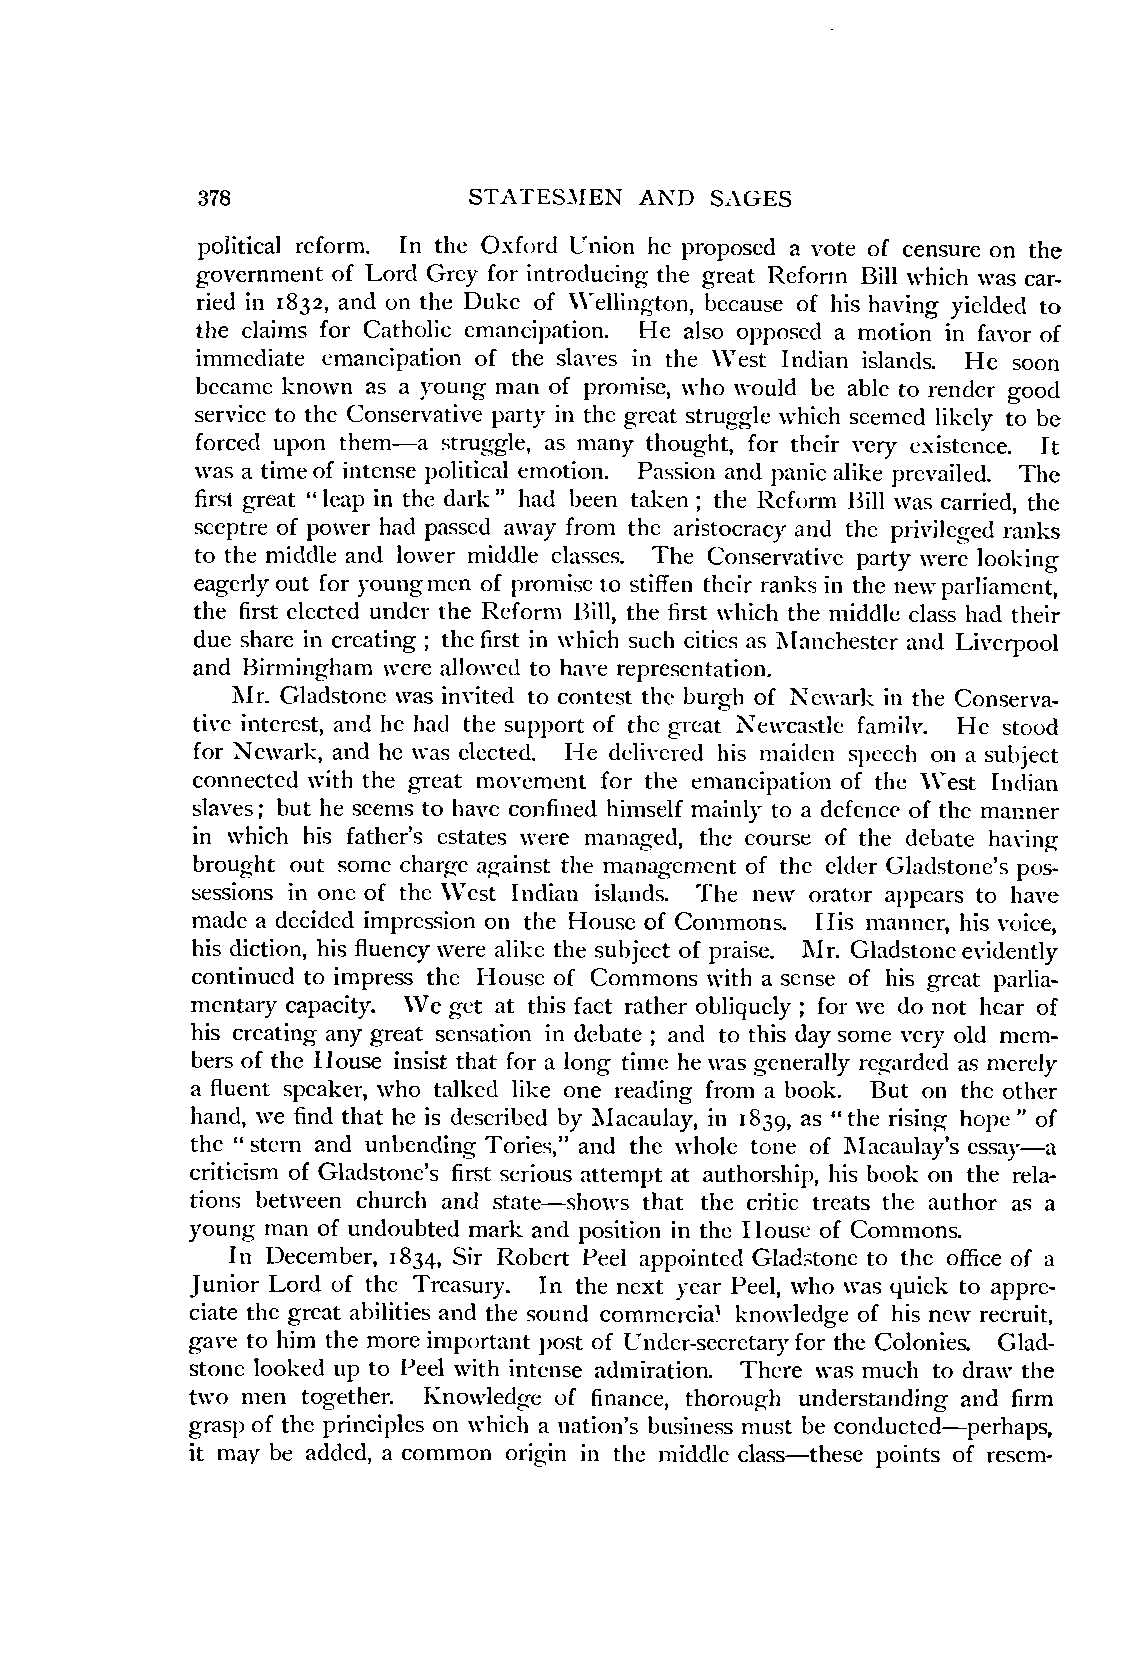 378 STATESMEN AND SAGES
political reform. In the Oxford Union he proposed a vote of censure on the
government of Lord Grey for introducing the great Reform Bill which was car-
ried in 1832, and on the Duke of Wellington, because of his having yielded to
the claims for Catholic emancipation. He also opposed a motion in favor of
immediate emancipation of the slaves in the West Indian islands. He soon
became known as a young man of promise, who would be able to render good
service to the Conservative party in the great struggle which seemed likely to be
forced upon them—a struggle, as many thought, for their very existence. It
was a time of intense political emotion. Passion and panic alike prevailed. The
first great "leap in the dark" had been taken; the Reform Bill was carried, the
sceptre of power had passed away from the aristocracy and the privileged ranks
to the middle and lower middle classes. The Conservative party were looking
eagerly out for young men of promise to stiffen their ranks in the new parliament,
the first elected under the Reform Bill, the first which the middle class had their
due share in creating; the first in which such cities as Manchester and Liverpool
and Birmingham were allowed to have representation.
Mr. Gladstone was invited to contest the burgh of Newark in the Conserva-
tive interest, and he had the support of the great Newcastle family. He stood
for Newark, and he was elected. He delivered his maiden speech on a subject
connected with the great movement for the emancipation of the West Indian
slaves; but he seems to have confined himself mainly to a defence of the manner
in which his father's estates were managed, the course of the debate having
brought out some charge against the management of the elder Gladstone's pos-
sessions in one of the West Indian islands. The new orator appears to have
made a decided impression on the House of Commons. His manner, his voice,
his diction, his fluency were alike the subject of praise. Mr. Gladstone evidently
continued to impress the House of Commons with a sense of his great parlia-
mentary capacity. We get at this fact rather obliquely; for we do not hear of
his creating any great sensation in debate; and to this day some very old mem-
bers of the House insist that for a long time he was generally regarded as merely
a fluent speaker, who talked like one reading from a book. But on the other
hand, we find that he is described by Macaulay, in 1839, as "the rising hope" of
the "stern and unbending Tories," and the whole tone of Macaulay's essay—a
criticism of Gladstone's first serious attempt at authorship, his book on the rela-
tions between church and state—shows that the critic treats the author as a
young man of undoubted mark and position in the House of Commons.
In December, 1834, Sir Robert Peel appointed Gladstone to the office of a
Junior Lord of the Treasury. In the next year Peel, who was quick to appre-
ciate the great abilities and the sound commercial knowledge of his new recruit,
gave to him the more important post of Under-secretary for the Colonies. Glad-
stone looked up to Peel with intense admiration. There was much to draw the
two men together. Knowledge of finance, thorough understanding and firm
grasp of the principles on which a nation's business must be conducted—perhaps,
it may be added, a common origin in the middle class—these points of resem-